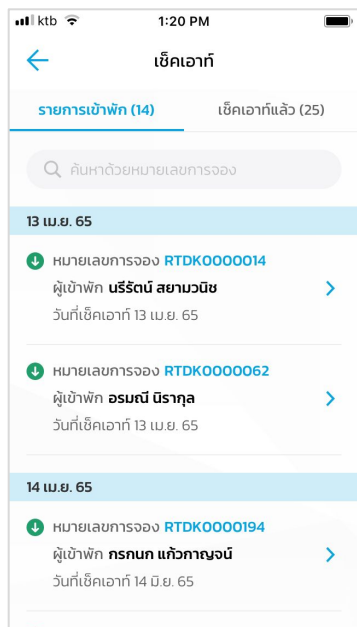 ktb 1:20 PM
เช็คเอาท์
รายการเข้าพัก (14) เช็คเอาท์แล้ว (25)
ค้นหาด้วยหมายเลขการจอง
13 เม.ย. 65
หมายเลขการจอง RTDK0000014
ผู้เข้าพัก นรีรัตน์ สยามวนิช
วันที่เช็คเอาท์ 13 เม.ย. 65
หมายเลขการจอง RTDK0000062
ผู้เข้าพัก อรมณี นิรากุล
วันที่เช็คเอาท์ 13 เม.ย. 65
14 เม.ย. 65
หมายเลขการจอง RTDK0000194
ผู้เข้าพัก กรกนก แก้วกาญจน์
วันที่เช็คเอาท์ 14 มิ.ย. 65